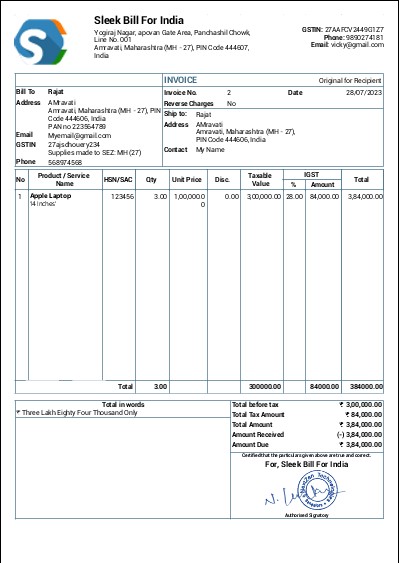 Sleek Bill For India
Yogiraj Nagar, apovan Gate Area, Panchashil Chowk,
Line No. 001
Amravati, Maharashtra (MH - 27), PIN Code 444607,
India
GSTIN: 27AAFCV2449G1Z7
Phone: 9890274181
Email: vicky@gmail.com
INVOICE
Original for Recipient
Bill To Rajat
Address AMravati
Amravati, Maharashtra (MH - 27), PIN
Code 444606, India
PAN no 223564789
Email Myemail@gmail.com
GSTIN 27ajsdhouery234
Supplies made to SEZ: MH (27)
Phone 568974568
Invoice No. 2 Date 28/07/2023
Reverse Charges No
Ship to: Rajat
Address AMravati
Amravati, Maharashtra (MH - 27),
PIN Code 444606, India
Contact My Name
No Product / Service Name HSN/SAC Qty Unit Price Disc. Taxable Value IGST % Amount Total
1 Apple Laptop 123456 3.00 1,00,0000 0.00 3,00,000.00 28.00 84,000.00 3,84,000.00
14 Inches' 0
Total 3.00 300000.00 84000.00 384000.00
Total in words
₹ Three Lakh Eighty Four Thousand Only
Total before tax ₹ 3,00,000.00
Total Tax Amount ₹ 84,000.00
Total Amount ₹ 3,84,000.00
Amount Received (-) 3,84,000.00
Amount Due ₹ 3,84,000.00
Certified that the particulars given above are true and correct.
For, Sleek Bill For India
Authorised Signatory